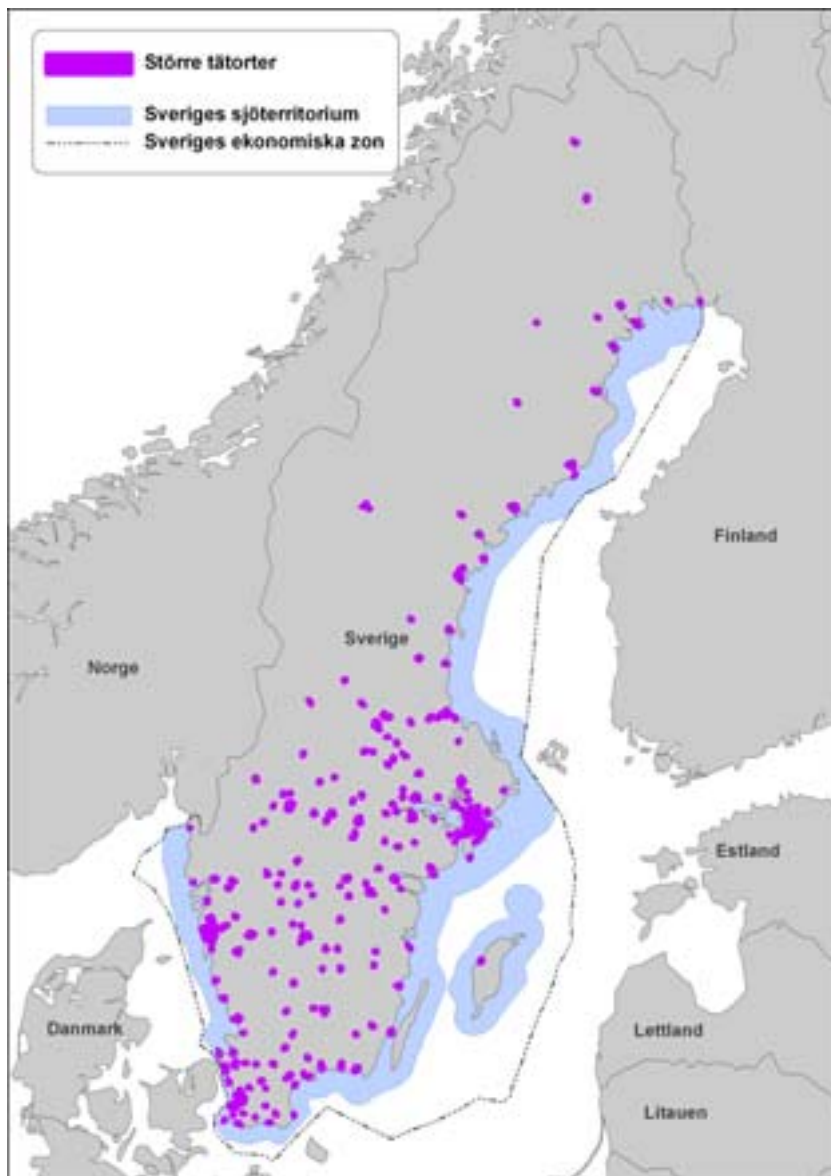 Större tätorter
Sveriges sjöterritorium
Sveriges ekonomiska zon
Finland
Sverige
Norge
Estland
Danmark
Lettland
Litauen